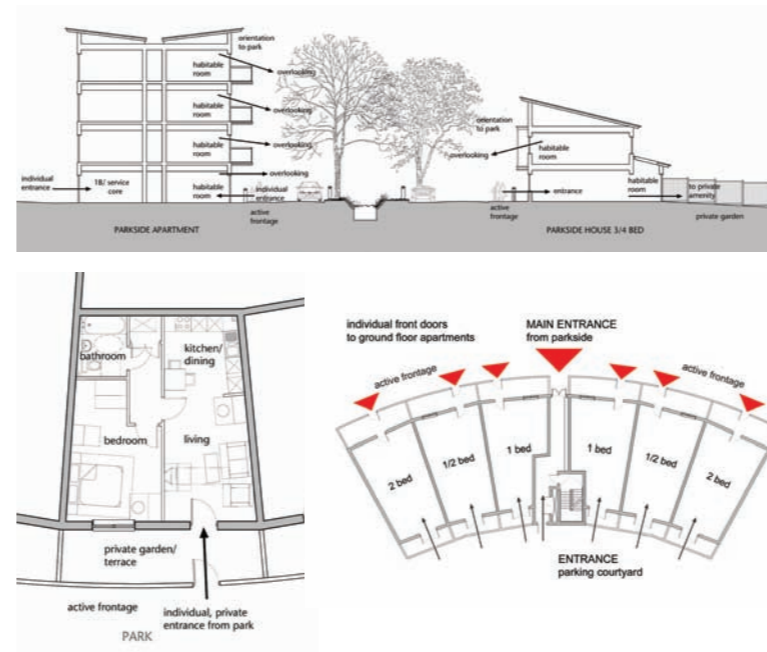 orientation
to park
habitable
room
overlooking
habitable
room
overlooking
habitable
room
overlooking
overlooking
individual
entrance
1B/ service
core
habitable
room
individual
entrance
active
frontage
PARKSIDE APARTMENT
orientation
to park
overlooking
habitable
room
habitable
room
entrance
to private
amenity
active
frontage
private garden
PARKSIDE HOUSE 3/4 BED
bathroom
kitchen/
dining
bedroom
living
private garden/
terrace
active frontage
individual, private
entrance from park
PARK
individual front doors
to ground floor apartments
MAIN ENTRANCE
from parkside
active frontage
active frontage
2 bed
1/2 bed
1 bed
1 bed
1/2 bed
2 bed
ENTRANCE
parking courtyard